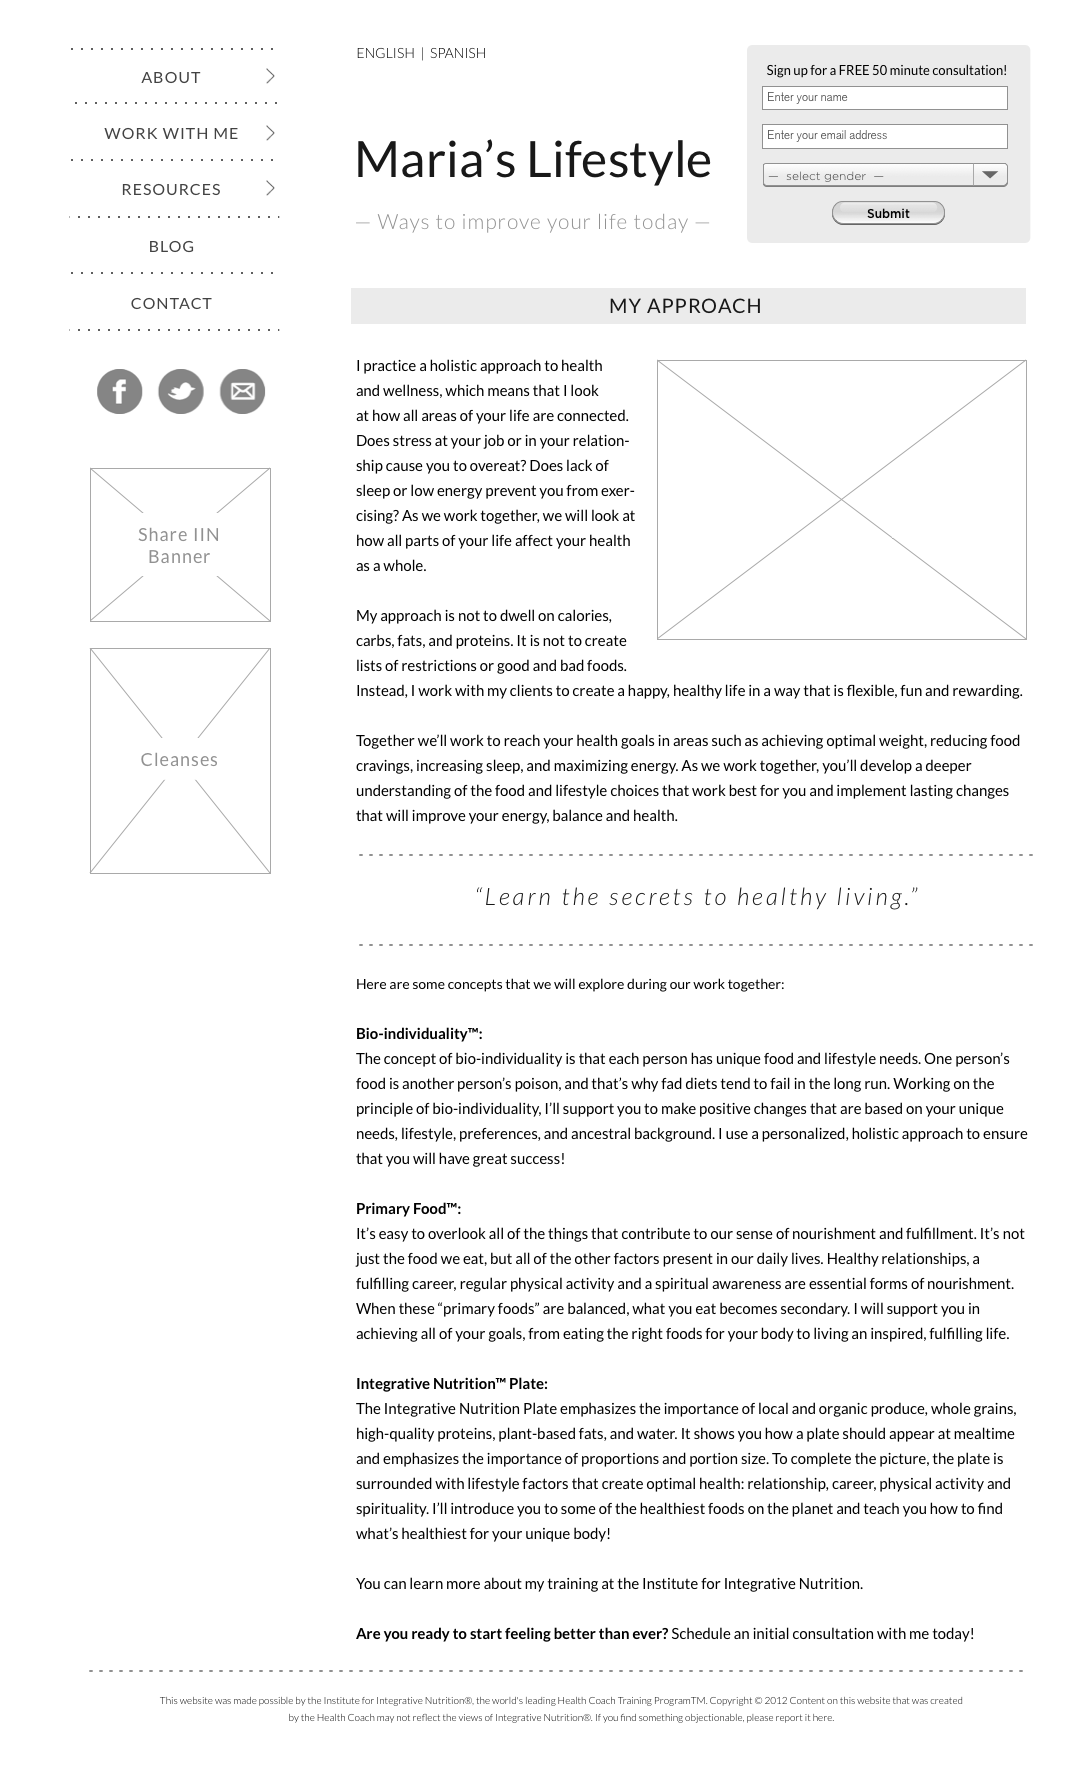 ABOUT
WORK WITH ME
RESOURCES
BLOG
CONTACT
Share IIN
Banner
Cleanses
ENGLISH | SPANISH
Maria’s Lifestyle
— Ways to improve your life today —
Sign up for a FREE 50 minute consultation!
Enter your name
Enter your email address
— select gender —
Submit
MY APPROACH
I practice a holistic approach to health
and wellness, which means that I look
at how all areas of your life are connected.
Does stress at your job or in your relation-
ship cause you to overeat? Does lack of
sleep or low energy prevent you from exer-
cising? As we work together, we will look at
how all parts of your life affect your health
as a whole.
My approach is not to dwell on calories,
carbs, fats, and proteins. It is not to create
lists of restrictions or good and bad foods.
Instead, I work with my clients to create a happy, healthy life in a way that is flexible, fun and rewarding.
Together we’ll work to reach your health goals in areas such as achieving optimal weight, reducing food
cravings, increasing sleep, and maximizing energy. As we work together, you’ll develop a deeper
understanding of the food and lifestyle choices that work best for you and implement lasting changes
that will improve your energy, balance and health.
“Learn the secrets to healthy living.”
Here are some concepts that we will explore during our work together:
Bio-individuality™:
The concept of bio-individuality is that each person has unique food and lifestyle needs. One person’s
food is another person’s poison, and that’s why fad diets tend to fail in the long run. Working on the
principle of bio-individuality, I’ll support you to make positive changes that are based on your unique
needs, lifestyle, preferences, and ancestral background. I use a personalized, holistic approach to ensure
that you will have great success!
Primary Food™:
It’s easy to overlook all of the things that contribute to our sense of nourishment and fulfillment. It’s not
just the food we eat, but all of the other factors present in our daily lives. Healthy relationships, a
fulfilling career, regular physical activity and a spiritual awareness are essential forms of nourishment.
When these “primary foods” are balanced, what you eat becomes secondary. I will support you in
achieving all of your goals, from eating the right foods for your body to living an inspired, fulfilling life.
Integrative Nutrition™ Plate:
The Integrative Nutrition Plate emphasizes the importance of local and organic produce, whole grains,
high-quality proteins, plant-based fats, and water. It shows you how a plate should appear at mealtime
and emphasizes the importance of proportions and portion size. To complete the picture, the plate is
surrounded with lifestyle factors that create optimal health: relationship, career, physical activity and
spirituality. I’ll introduce you to some of the healthiest foods on the planet and teach you how to find
what’s healthiest for your unique body!
You can learn more about my training at the Institute for Integrative Nutrition.
Are you ready to start feeling better than ever? Schedule an initial consultation with me today!
This website was made possible by the Institute for Integrative Nutrition®, the world's leading Health Coach Training ProgramTM. Copyright © 2012 Content on this website that was created
by the Health Coach may not reflect the views of Integrative Nutrition®. If you find something objectionable, please report it here.